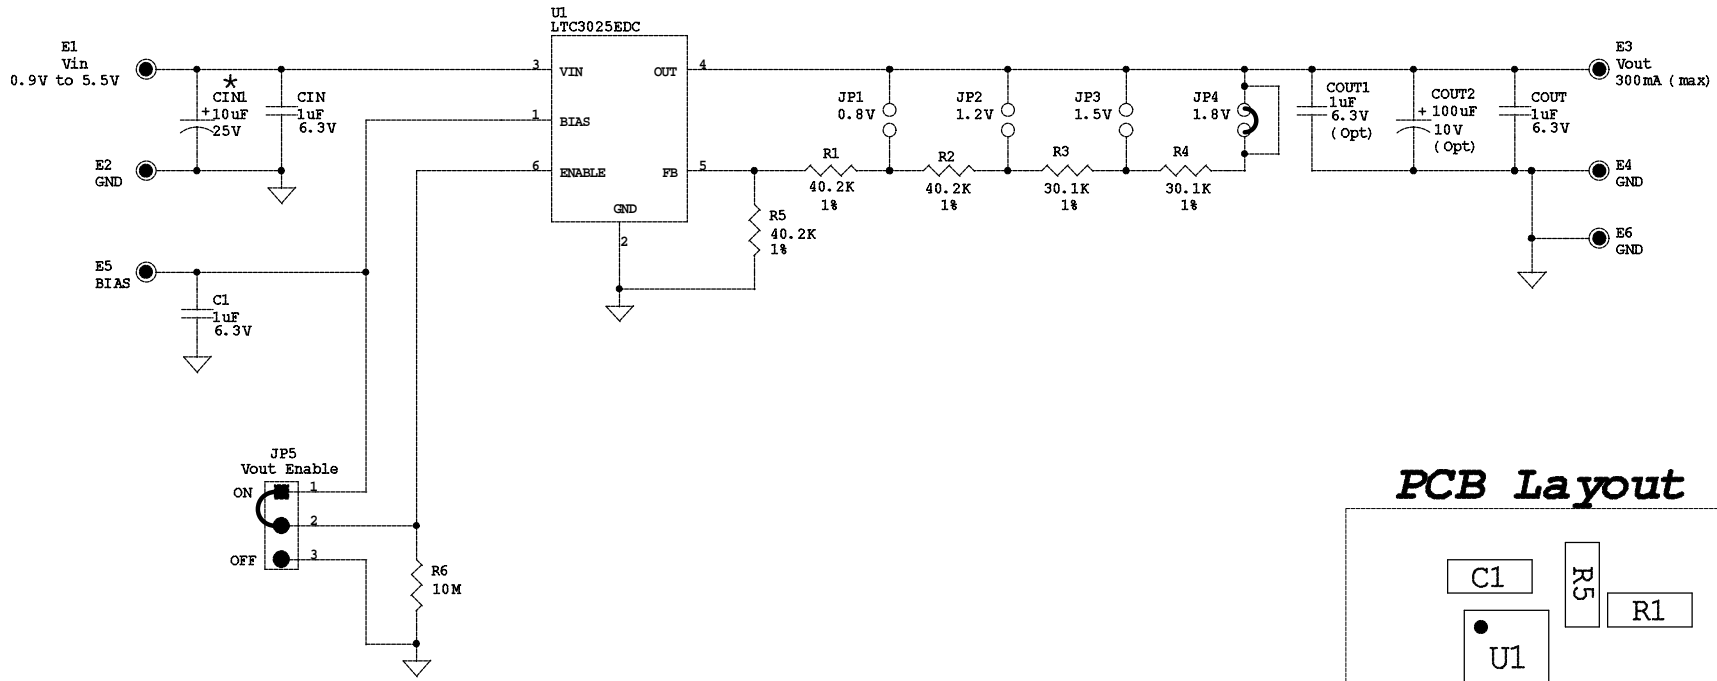 U1
LTC3025EDC
E1
Vin
0.9V to 5.5V
*
CIN1
+
10uF
25V
CIN
1uF
6.3V
3
VIN
1
BIAS
6
ENABLE
OUT
4
FB
5
GND
2
E2
GND
E5
BIAS
C1
1uF
6.3V
JP1
0.8V
JP2
1.2V
JP3
1.5V
JP4
1.8V
R1
40.2K
1%
R2
40.2K
1%
R3
30.1K
1%
R4
30.1K
1%
R5
40.2K
1%
COUT1
1uF
6.3V
(Opt)
COUT2
+
100uF
10V
(Opt)
COUT
1uF
6.3V
E3
Vout
300mA (max)
E4
GND
E6
GND
JP5
Vout Enable
ON
1
2
OFF
3
R6
10M
PCB Layout
C1
R5
R1
U1